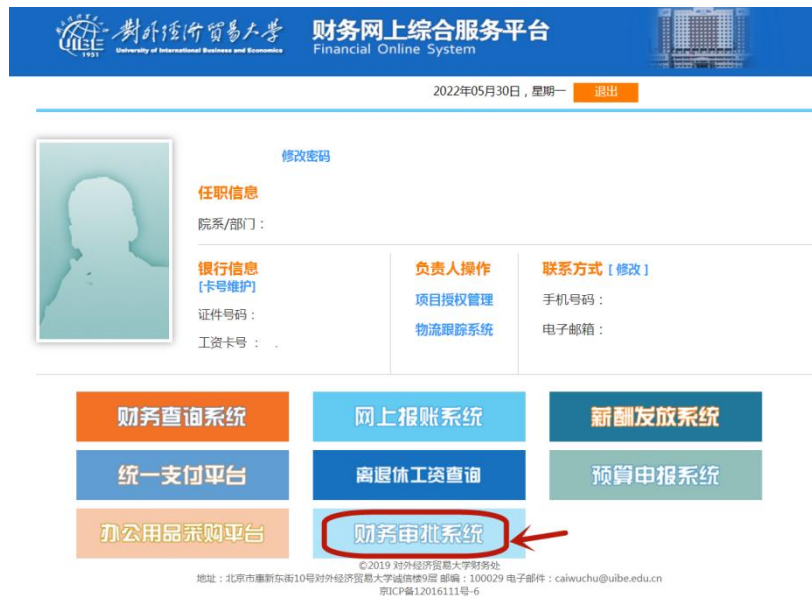 UIBE
1951
對外經濟貿易大學
University of International Business and Economics
财务网上综合服务平台
Financial Online System
2022年05月30日，星期一
退出
修改密码
任职信息
院系/部门：
银行信息
[卡号维护]
证件号码：
工资卡号 ：
负责人操作
项目授权管理
物流跟踪系统
联系方式 [ 修改 ]
手机号码：
电子邮箱：
财务查询系统
网上报账系统
薪酬发放系统
统一支付平台
离退休工资查询
预算申报系统
办公用品采购平台
财务审批系统
©2019 对外经济贸易大学财务处
地址：北京市惠新东街10号对外经济贸易大学诚信楼9层 邮编：100029 电子邮件：caiwuchu@uibe.edu.cn
京ICP备12016111号-6